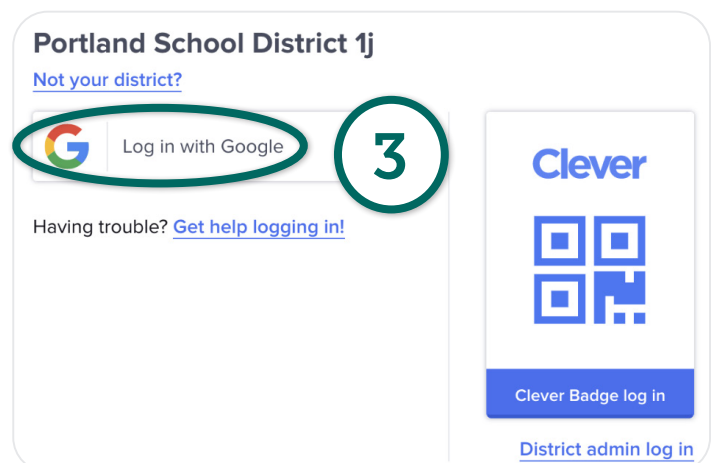 Portland School District 1j
Not your district?
Log in with Google
3
Having trouble? Get help logging in!
Clever
Clever Badge log in
District admin log in